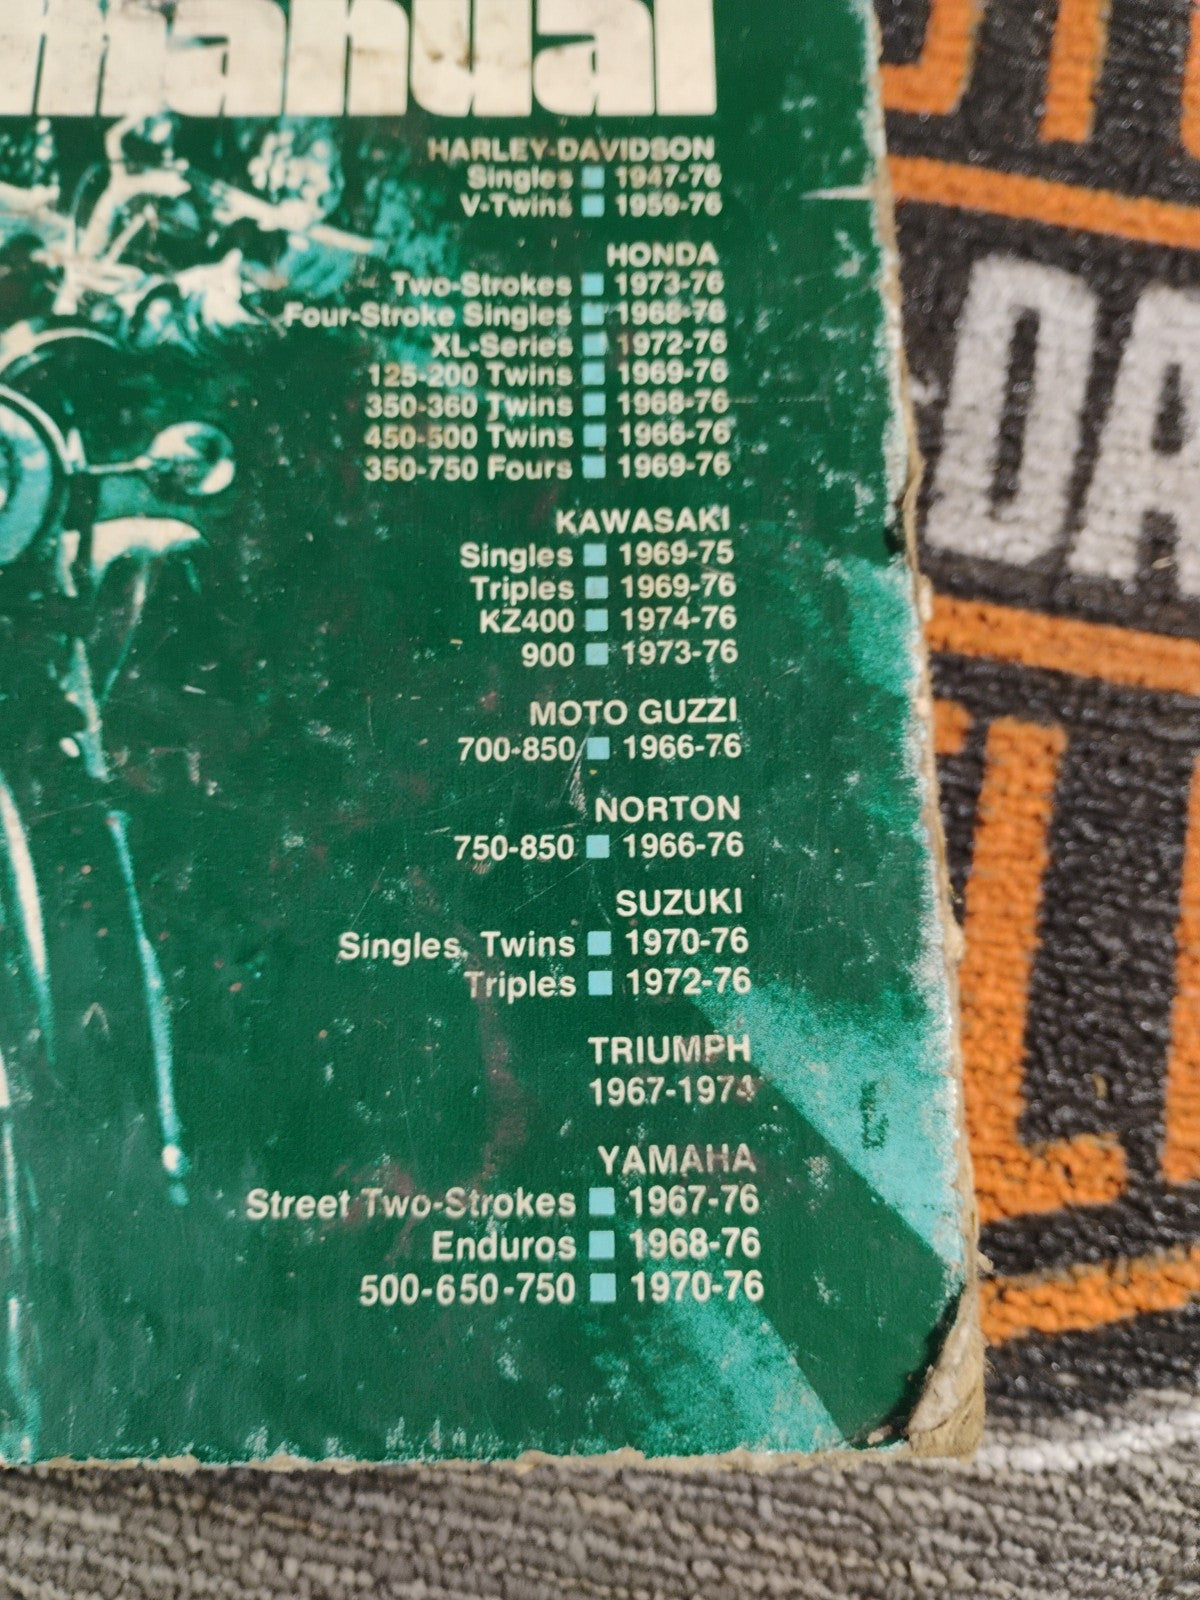 manual
HARLEY-DAVIDSON
Singles ■ 1947-76
V-Twins ■ 1959-76
HONDA
Two-Strokes ■ 1973-76
Four-Stroke Singles ■ 1968-76
XL-Series ■ 1972-76
125-200 Twins ■ 1969-76
350-360 Twins ■ 1968-76
450-500 Twins ■ 1966-76
350-750 Fours ■ 1969-76
KAWASAKI
Singles ■ 1969-75
Triples ■ 1969-76
KZ400 ■ 1974-76
900 ■ 1973-76
MOTO GUZZI
700-850 ■ 1966-76
NORTON
750-850 ■ 1966-76
SUZUKI
Singles, Twins ■ 1970-76
Triples ■ 1972-76
TRIUMPH
1967-1974
YAMAHA
Street Two-Strokes ■ 1967-76
Enduros ■ 1968-76
500-650-750 ■ 1970-76
DA